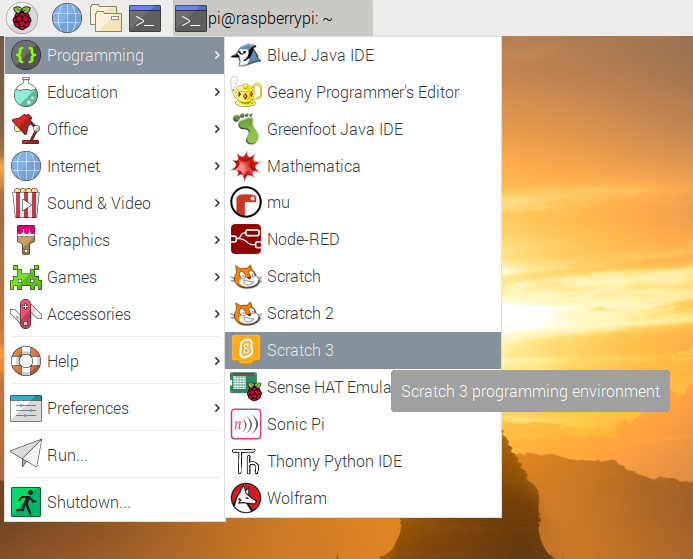 pi@raspberrypi: ~
Programming
Education
Office
Internet
Sound & Video
Graphics
Games
Accessories
Help
Preferences
Run...
Shutdown...
BlueJ Java IDE
Geany Programmer's Editor
Greenfoot Java IDE
Mathematica
mu
Node-RED
Scratch
Scratch 2
Scratch 3
Sense HAT Emula
Scratch 3 programming environment
Sonic Pi
Thonny Python IDE
Wolfram